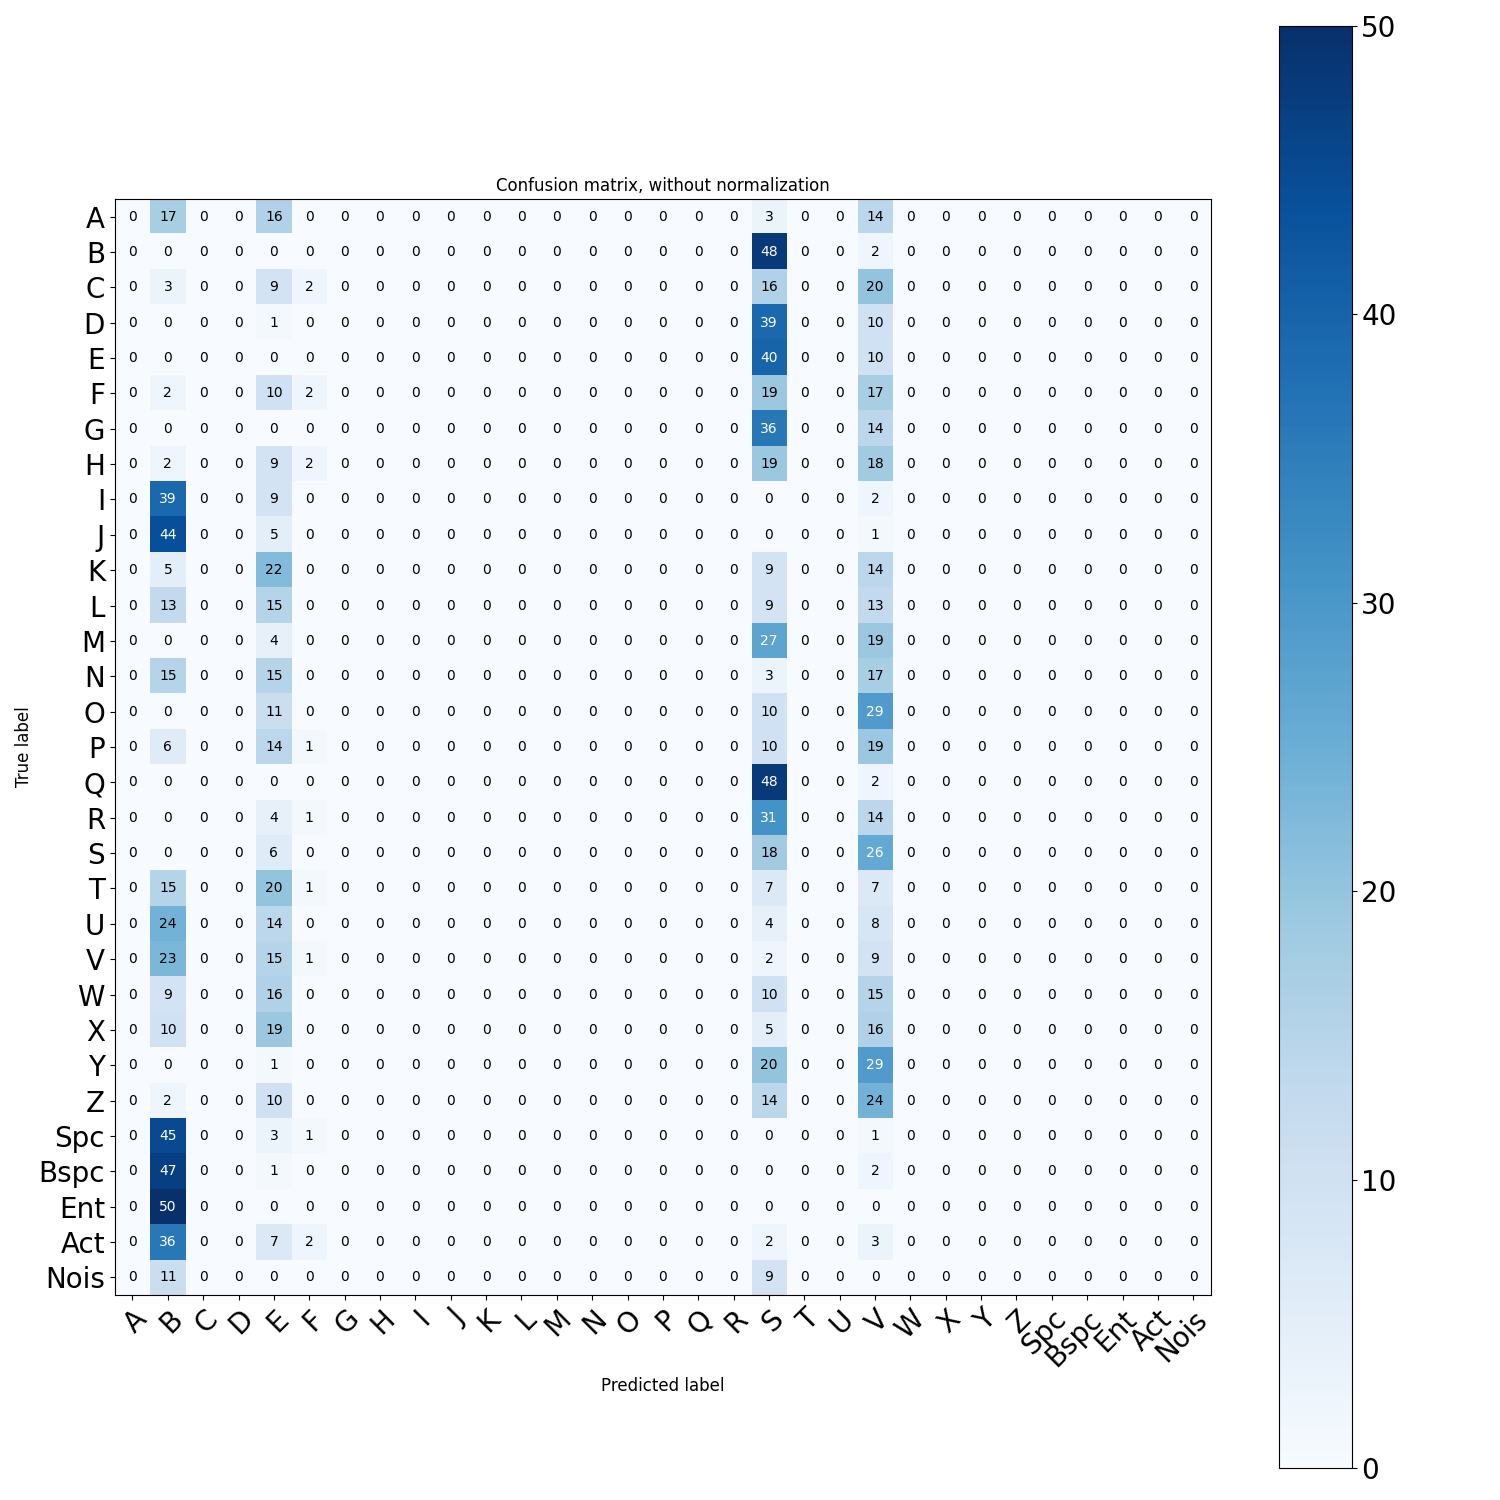 Confusion matrix, without normalization
A 0 17 0 0 16 0 0 0 0 0 0 0 0 0 0 0 0 0 3 0 0 14 0 0 0 0 0 0 0 0 0
B 0 0 0 0 0 0 0 0 0 0 0 0 0 0 0 0 0 0 48 0 0 2 0 0 0 0 0 0 0 0 0
C 0 3 0 0 9 2 0 0 0 0 0 0 0 0 0 0 0 0 16 0 0 20 0 0 0 0 0 0 0 0 0
D 0 0 0 0 1 0 0 0 0 0 0 0 0 0 0 0 0 0 39 0 0 10 0 0 0 0 0 0 0 0 0
E 0 0 0 0 0 0 0 0 0 0 0 0 0 0 0 0 0 0 40 0 0 10 0 0 0 0 0 0 0 0 0
F 0 2 0 0 10 2 0 0 0 0 0 0 0 0 0 0 0 0 19 0 0 17 0 0 0 0 0 0 0 0 0
G 0 0 0 0 0 0 0 0 0 0 0 0 0 0 0 0 0 0 36 0 0 14 0 0 0 0 0 0 0 0 0
H 0 2 0 0 9 2 0 0 0 0 0 0 0 0 0 0 0 0 19 0 0 18 0 0 0 0 0 0 0 0 0
I 0 39 0 0 9 0 0 0 0 0 0 0 0 0 0 0 0 0 0 0 0 2 0 0 0 0 0 0 0 0 0
J 0 44 0 0 5 0 0 0 0 0 0 0 0 0 0 0 0 0 0 0 0 1 0 0 0 0 0 0 0 0 0
K 0 5 0 0 22 0 0 0 0 0 0 0 0 0 0 0 0 0 9 0 0 14 0 0 0 0 0 0 0 0 0
L 0 13 0 0 15 0 0 0 0 0 0 0 0 0 0 0 0 0 9 0 0 13 0 0 0 0 0 0 0 0 0
M 0 0 0 0 4 0 0 0 0 0 0 0 0 0 0 0 0 0 27 0 0 19 0 0 0 0 0 0 0 0 0
N 0 15 0 0 15 0 0 0 0 0 0 0 0 0 0 0 0 0 3 0 0 17 0 0 0 0 0 0 0 0 0
O 0 0 0 0 11 0 0 0 0 0 0 0 0 0 0 0 0 0 10 0 0 29 0 0 0 0 0 0 0 0 0
P 0 6 0 0 14 1 0 0 0 0 0 0 0 0 0 0 0 0 10 0 0 19 0 0 0 0 0 0 0 0 0
Q 0 0 0 0 0 0 0 0 0 0 0 0 0 0 0 0 0 0 48 0 0 2 0 0 0 0 0 0 0 0 0
R 0 0 0 0 4 1 0 0 0 0 0 0 0 0 0 0 0 0 31 0 0 14 0 0 0 0 0 0 0 0 0
S 0 0 0 0 6 0 0 0 0 0 0 0 0 0 0 0 0 0 18 0 0 26 0 0 0 0 0 0 0 0 0
T 0 15 0 0 20 1 0 0 0 0 0 0 0 0 0 0 0 0 7 0 0 7 0 0 0 0 0 0 0 0 0
U 0 24 0 0 14 0 0 0 0 0 0 0 0 0 0 0 0 0 4 0 0 8 0 0 0 0 0 0 0 0 0
V 0 23 0 0 15 1 0 0 0 0 0 0 0 0 0 0 0 0 2 0 0 9 0 0 0 0 0 0 0 0 0
W 0 9 0 0 16 0 0 0 0 0 0 0 0 0 0 0 0 0 10 0 0 15 0 0 0 0 0 0 0 0 0
X 0 10 0 0 19 0 0 0 0 0 0 0 0 0 0 0 0 0 5 0 0 16 0 0 0 0 0 0 0 0 0
Y 0 0 0 0 1 0 0 0 0 0 0 0 0 0 0 0 0 0 20 0 0 29 0 0 0 0 0 0 0 0 0
Z 0 2 0 0 10 0 0 0 0 0 0 0 0 0 0 0 0 0 14 0 0 24 0 0 0 0 0 0 0 0 0
Spc 0 45 0 0 3 1 0 0 0 0 0 0 0 0 0 0 0 0 0 0 0 1 0 0 0 0 0 0 0 0 0
Bspc 0 47 0 0 1 0 0 0 0 0 0 0 0 0 0 0 0 0 0 0 0 2 0 0 0 0 0 0 0 0 0
Ent 0 50 0 0 0 0 0 0 0 0 0 0 0 0 0 0 0 0 0 0 0 0 0 0 0 0 0 0 0 0 0
Act 0 36 0 0 7 2 0 0 0 0 0 0 0 0 0 0 0 0 2 0 0 3 0 0 0 0 0 0 0 0 0
Nois 0 11 0 0 0 0 0 0 0 0 0 0 0 0 0 0 0 0 9 0 0 0 0 0 0 0 0 0 0 0 0
A B C D E F G H I J K L M N O P Q R S T U V W X Y Z Spc Bspc Ent Act Nois
Predicted label
True label
50
40
30
20
10
0